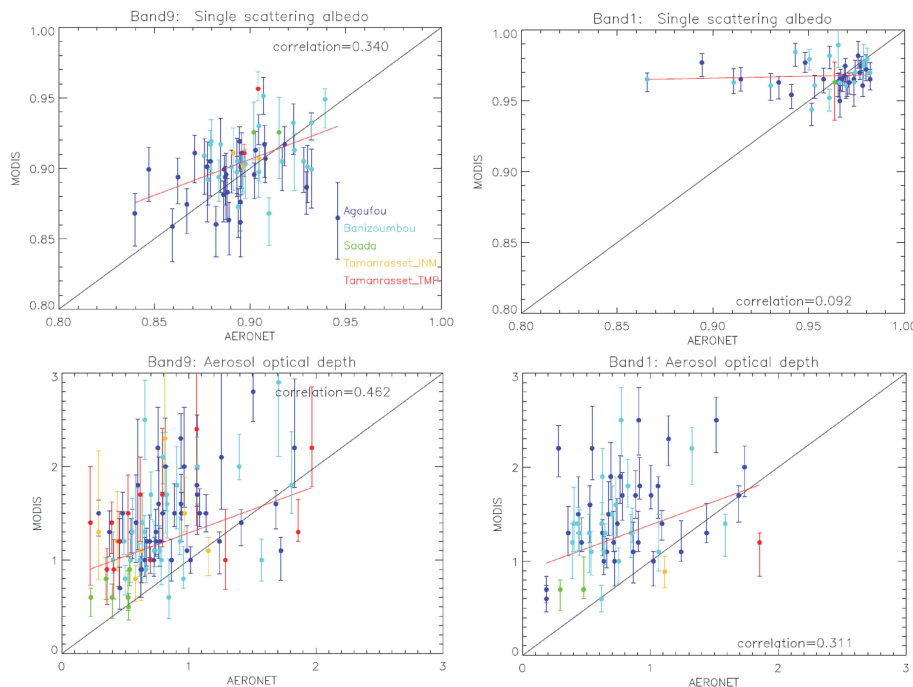 Band9: Single scattering albedo
correlation=0.340
1.00
0.95
0.90
0.85
0.80
MODIS
Agoufou
Banizoumbou
Saada
Tamanrasset_INM
Tamanrasset_TMP
0.80 0.85 0.90 0.95 1.00
AERONET
Band1: Single scattering albedo
1.00
0.95
0.90
0.85
0.80
MODIS
correlation=0.092
0.80 0.85 0.90 0.95 1.00
AERONET
Band9: Aerosol optical depth
correlation=0.462
3
2
1
0
MODIS
0 1 2 3
AERONET
Band1: Aerosol optical depth
3
2
1
0
MODIS
correlation=0.311
0 1 2 3
AERONET